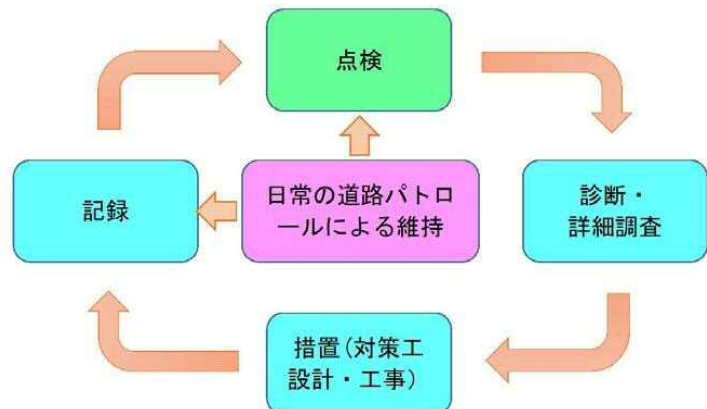 点検
記録
日常の道路パトロ
ールによる維持
診断・
詳細調査
措置(対策工
設計・工事)